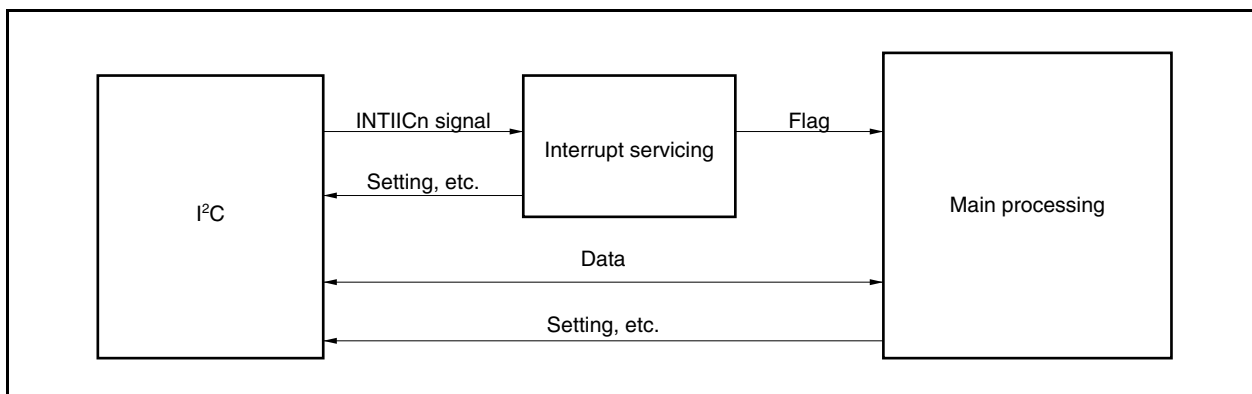 INTIICn signal
Flag
Interrupt servicing
Setting, etc.
I²C
Main processing
Data
Setting, etc.